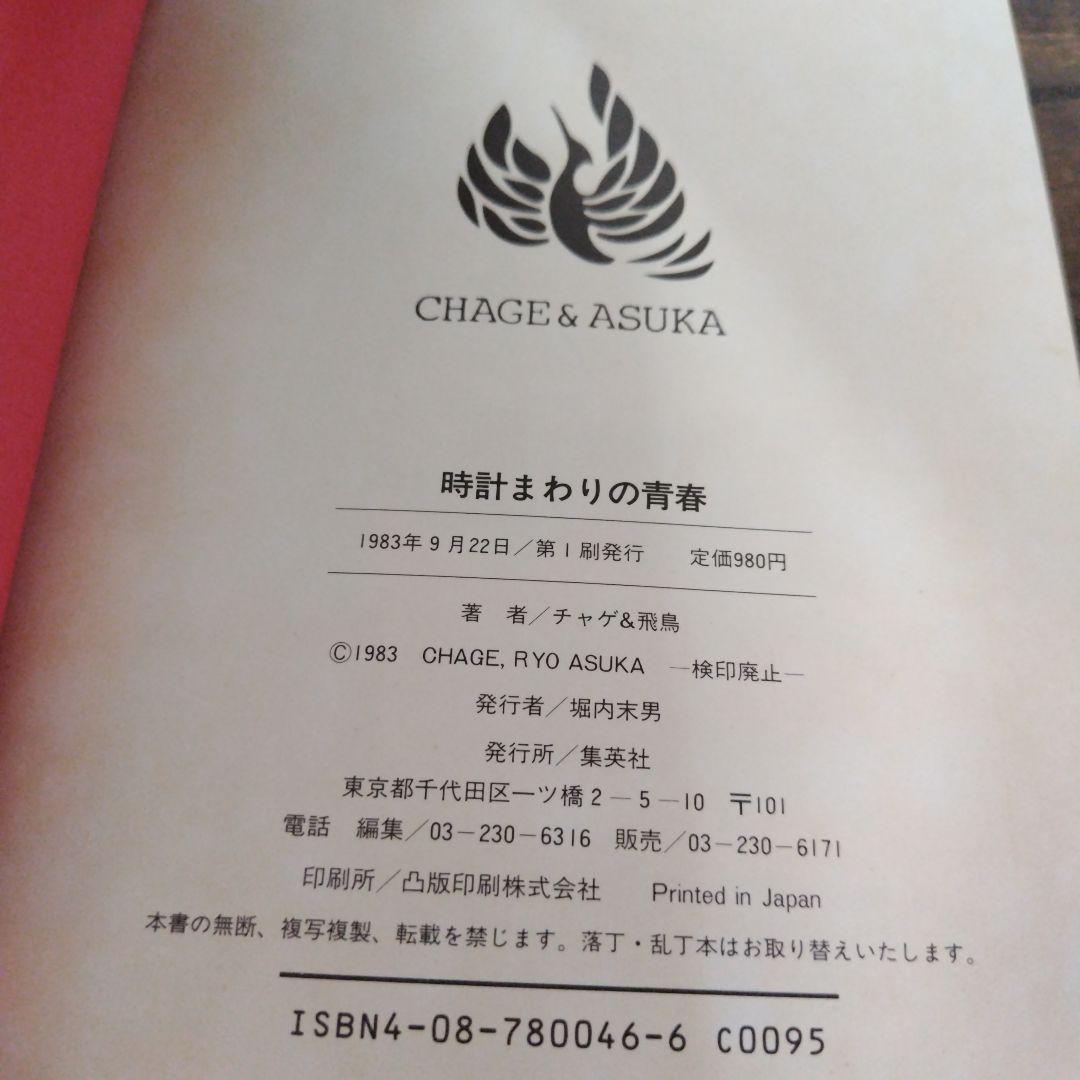 CHAGE & ASUKA
時計まわりの青春
1983年9月22日／第1刷発行　定価980円
著　者／チャゲ&飛鳥
©1983　CHAGE, RYO ASUKA　—検印廃止—
発行者／堀内末男
発行所／集英社
東京都千代田区一ツ橋2—5—10　〒101
電話　編集／03—230—6316　販売／03—230—6171
印刷所／凸版印刷株式会社　Printed in Japan
本書の無断、複写複製、転載を禁じます。落丁・乱丁本はお取り替えいたします。
ISBN4-08-780046-6 C0095